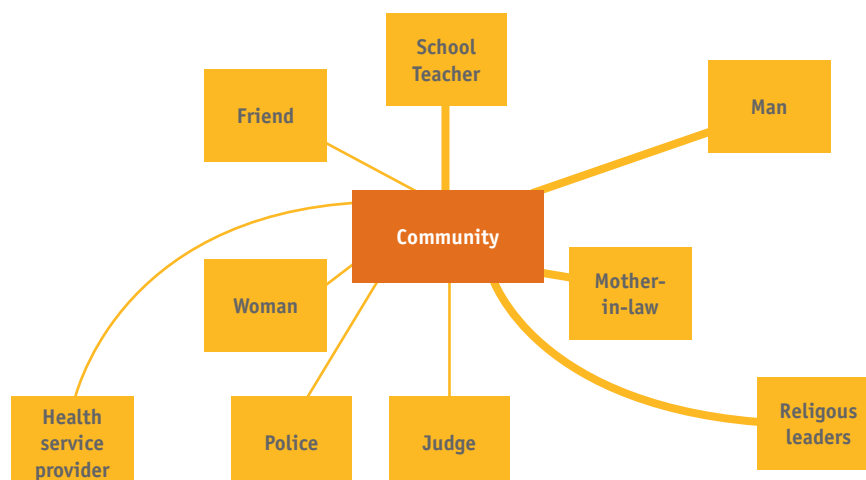 School
Teacher
Man
Friend
Community
Mother-
in-law
Woman
Religous
leaders
Health
service
provider
Police
Judge